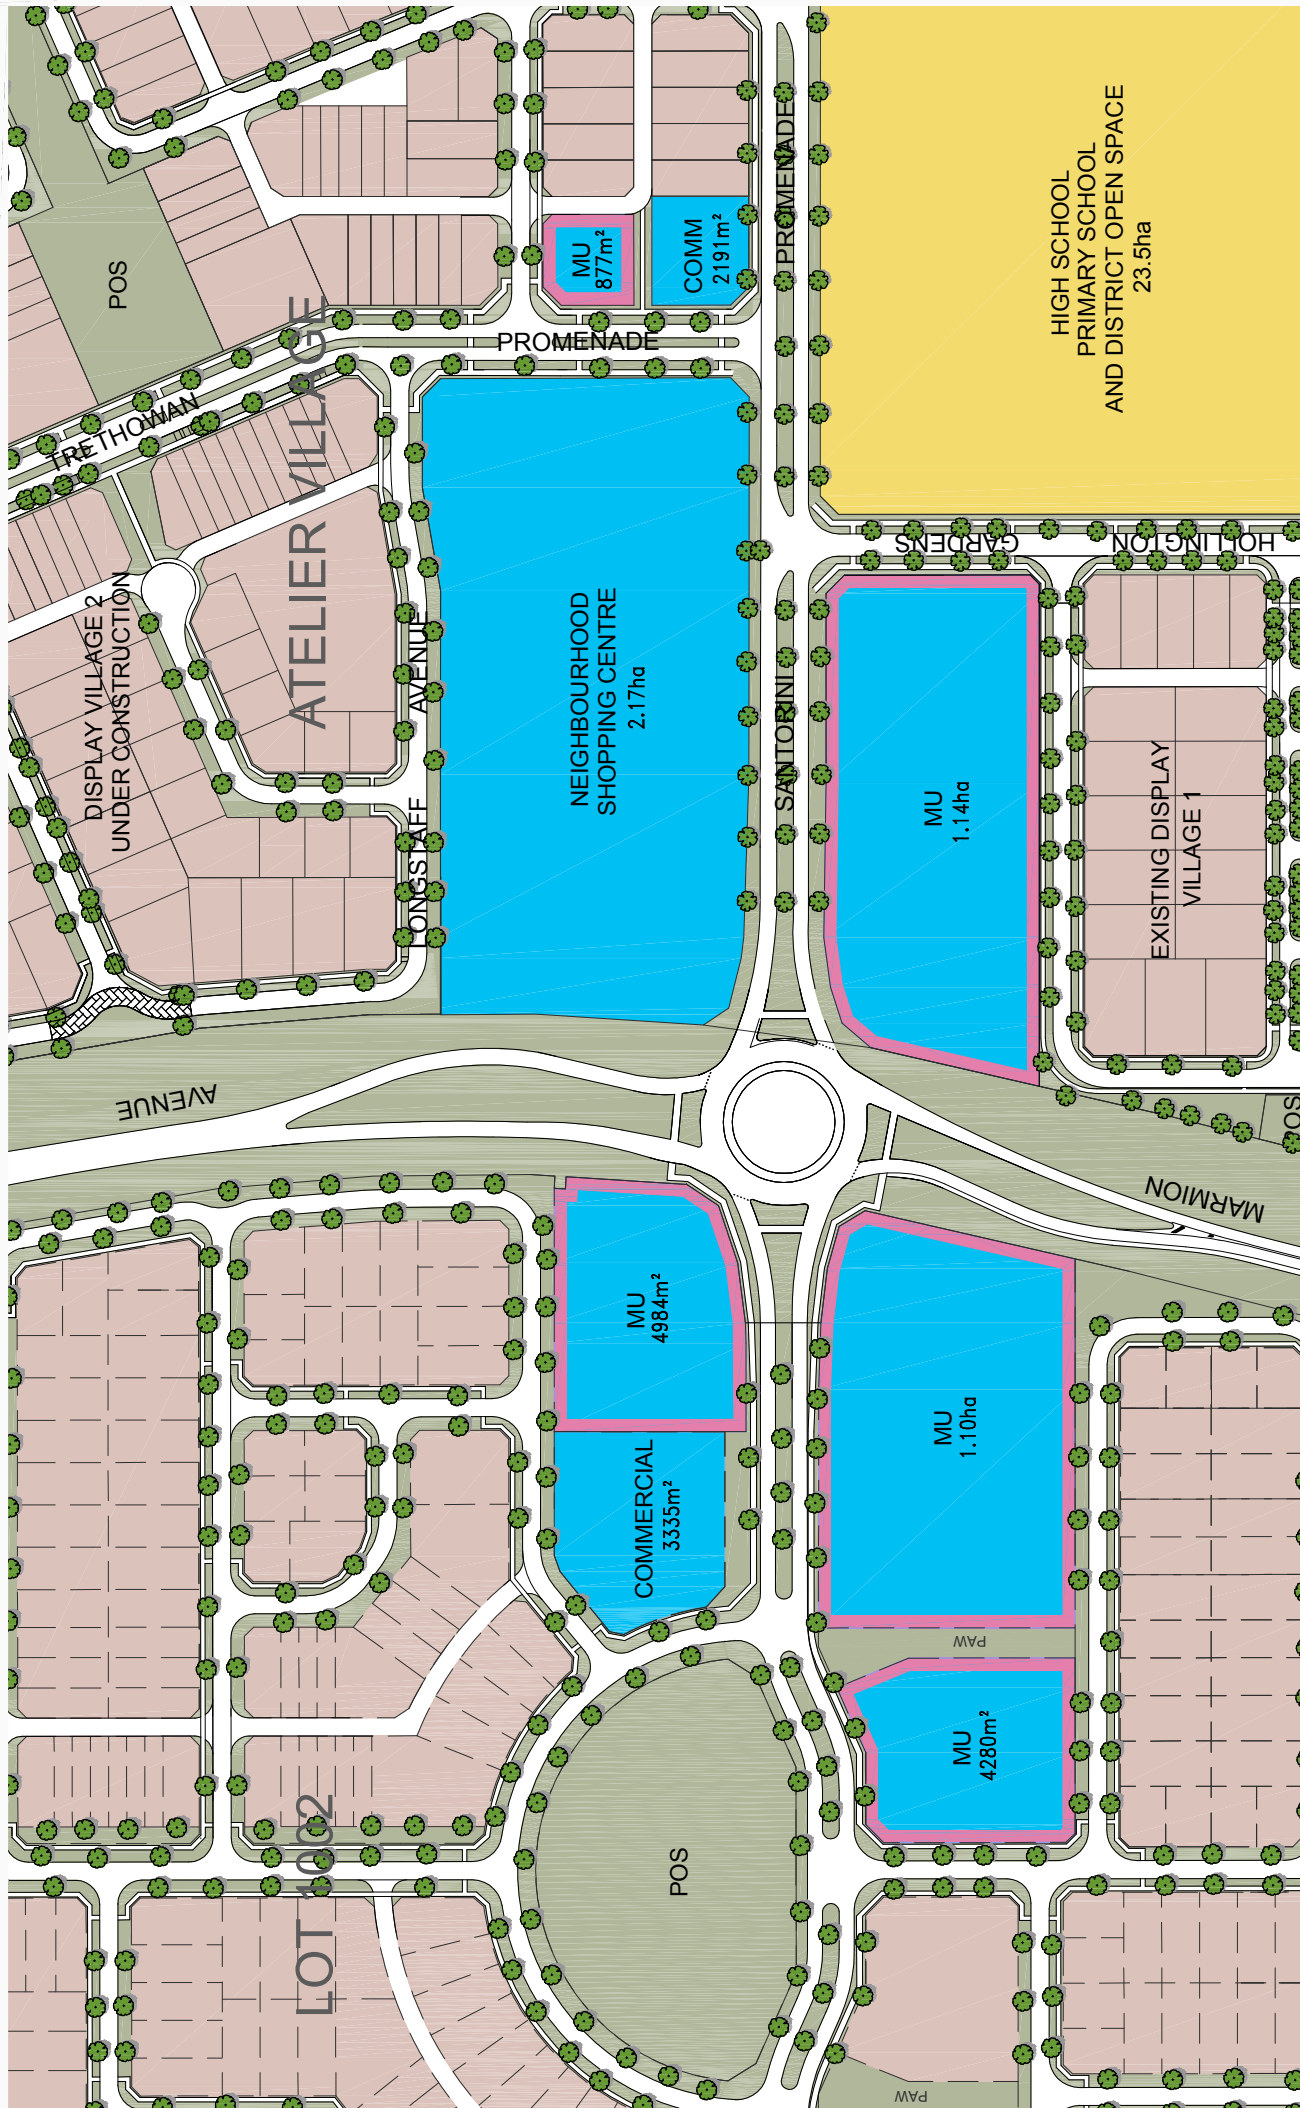 POS
MU
877m²
COMM
2191m²
PROMENADE
HIGH SCHOOL
PRIMARY SCHOOL
AND DISTRICT OPEN SPACE
23.5ha
PROMENADE
TRETHOWAN
ATELIER VILLAGE
DISPLAY VILLAGE 2
UNDER CONSTRUCTION
LONGSTAFF AVENUE
NEIGHBOURHOOD
SHOPPING CENTRE
2.17ha
SANTORINI
HOLLINGTON GARDENS
MU
1.14ha
EXISTING DISPLAY
VILLAGE 1
POS
MARMION AVENUE
MU
4984m²
COMMERCIAL
3335m²
MU
1.10ha
PAW
MU
4280m²
LOT 1002
POS
PAW